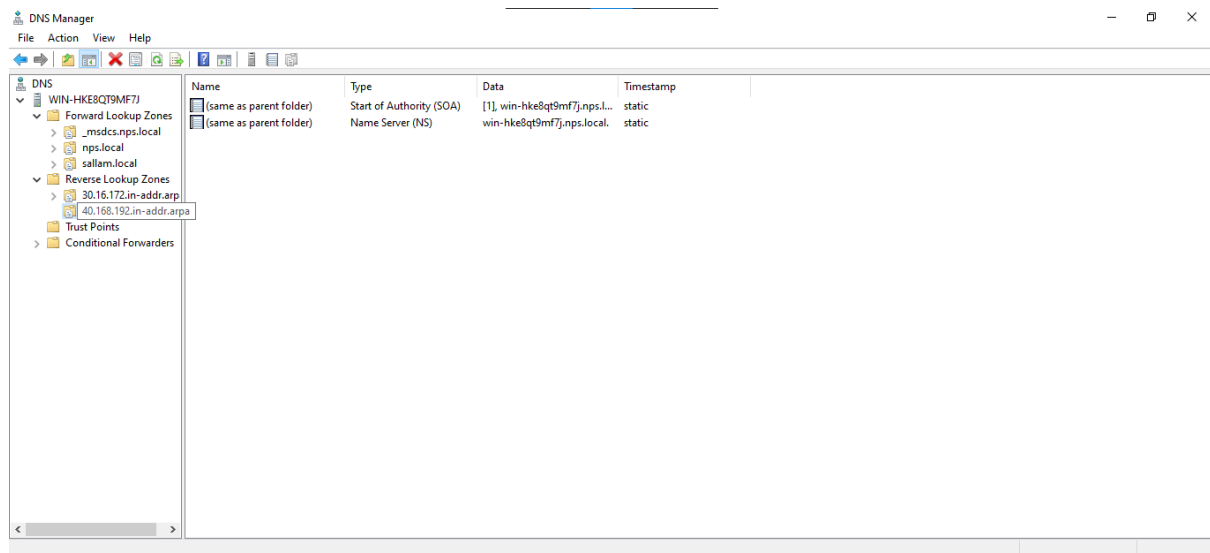 DNS Manager
File Action View Help
DNS
WIN-HKE8QT9MF7J
Forward Lookup Zones
_msdcs.nps.local
nps.local
sallam.local
Reverse Lookup Zones
30.16.172.in-addr.arp
40.168.192.in-addr.arpa
Trust Points
Conditional Forwarders
Name Type Data Timestamp
(same as parent folder) Start of Authority (SOA) [1], win-hke8qt9mf7j.nps.l... static
(same as parent folder) Name Server (NS) win-hke8qt9mf7j.nps.local. static